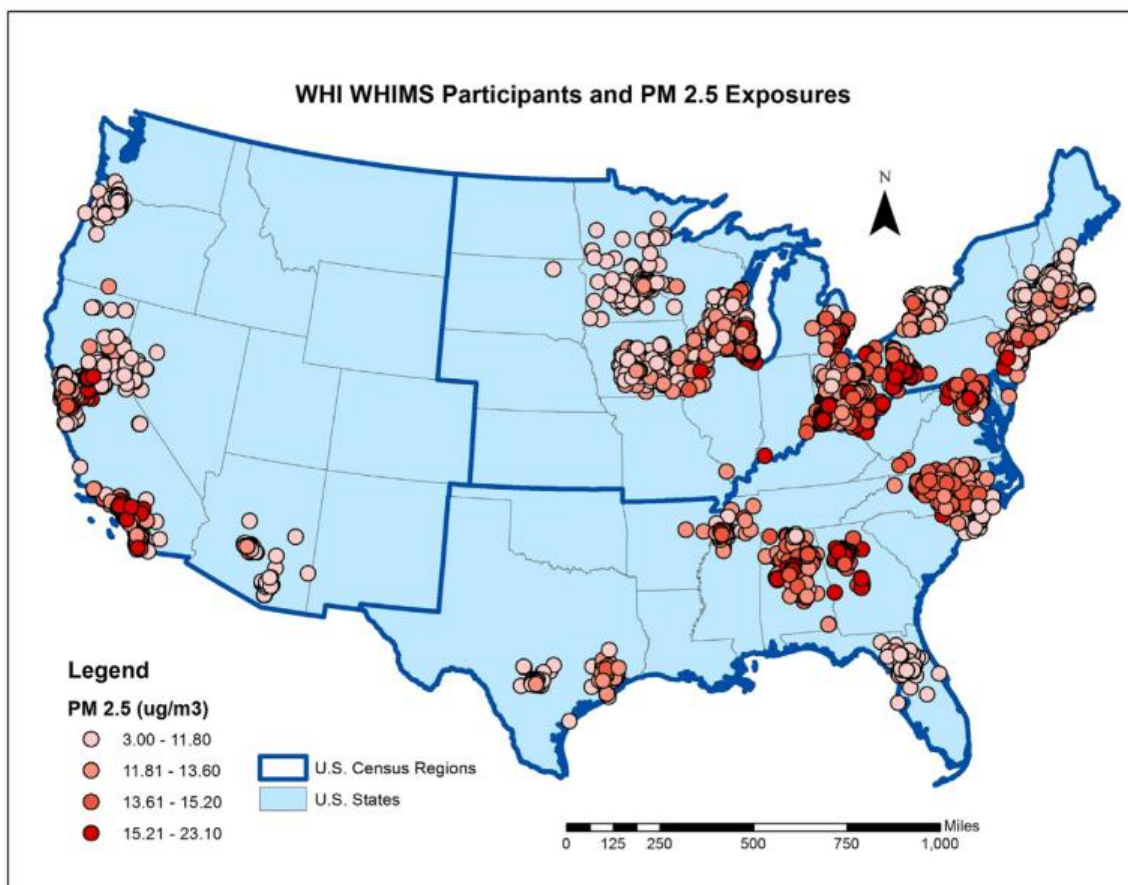 WHI WHIMS Participants and PM 2.5 Exposures
N
Legend
PM 2.5 (ug/m3)
3.00 - 11.80
11.81 - 13.60
13.61 - 15.20
15.21 - 23.10
U.S. Census Regions
U.S. States
Miles
0 125 250 500 750 1,000